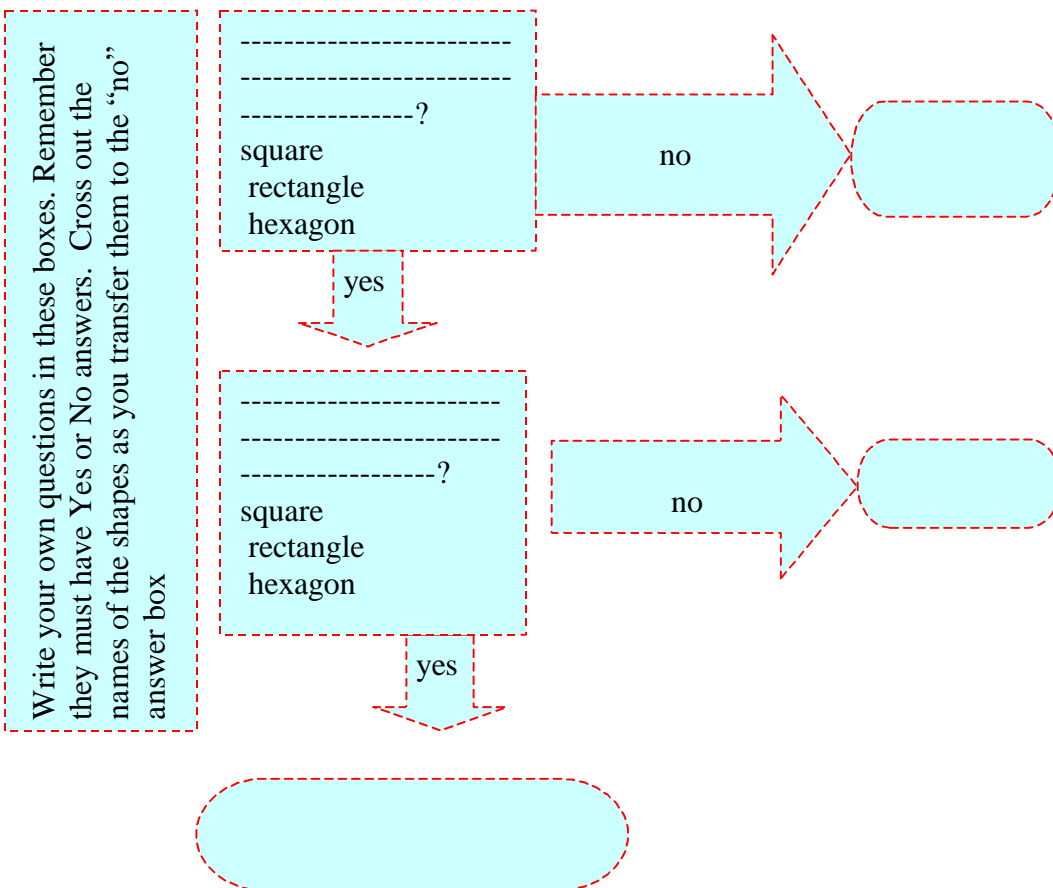 Write your own questions in these boxes. Remember
they must have Yes or No answers.  Cross out the
names of the shapes as you transfer them to the “no”
answer box
-------------------------
-------------------------
----------------?
square
rectangle
hexagon
no
yes
------------------------
------------------------
------------------?
square
rectangle
hexagon
no
yes